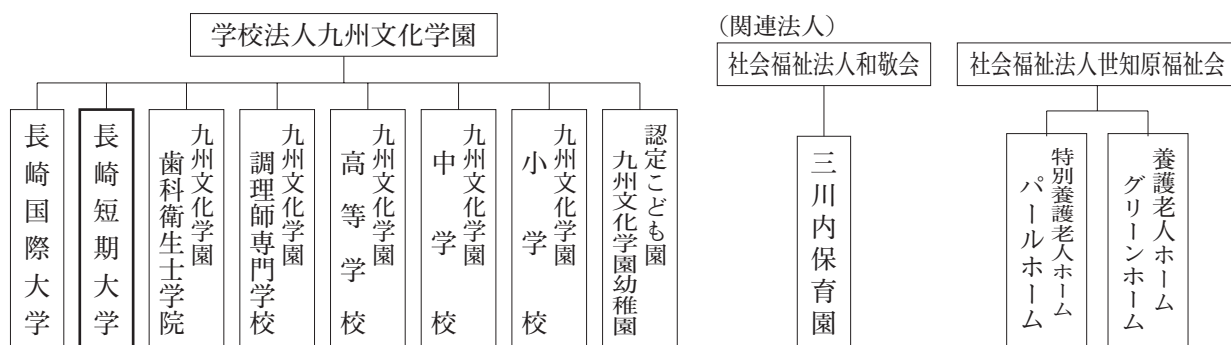 学校法人九州文化学園
長崎国際大学
長崎短期大学
九州文化学園
歯科衛生士学院
九州文化学園
調理師専門学校
九州文化学園
高等学校
九州文化学園
中学校
九州文化学園
小学校
認定こども園
九州文化学園幼稚園
(関連法人)
社会福祉法人和敬会
三川内保育園
社会福祉法人世知原福祉会
特別養護老人ホーム
パールホーム
養護老人ホーム
グリーンホーム